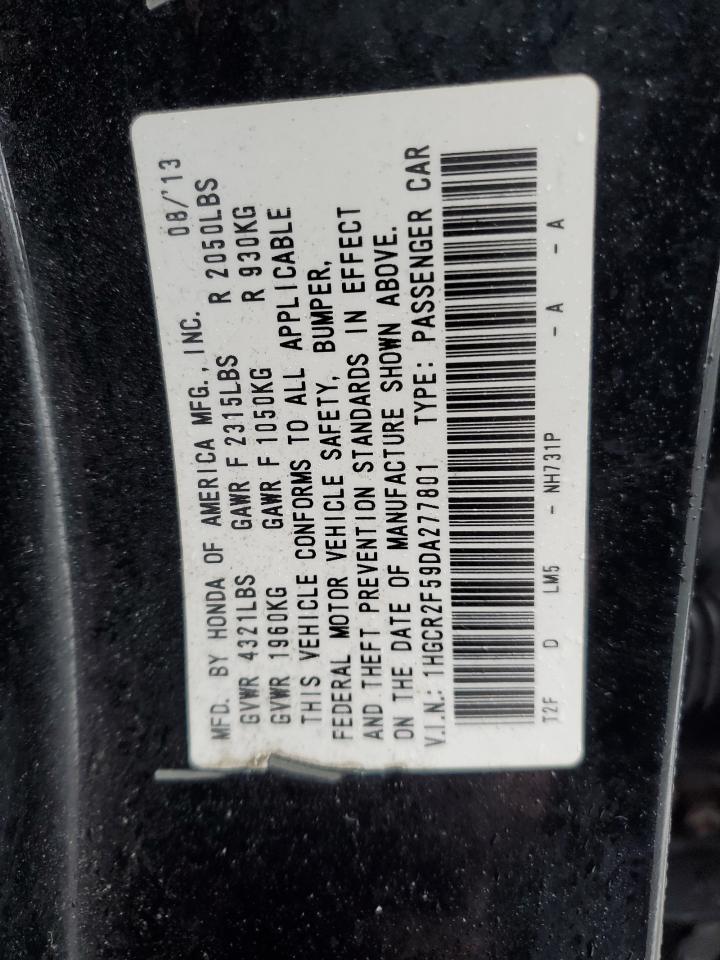 MFD. BY HONDA OF AMERICA MFG., INC. 08/'13
GVWR 4321LBS GAWR F 2315LBS R 2050LBS
GVWR 1960KG GAWR F 1050KG R 930KG
THIS VEHICLE CONFORMS TO ALL APPLICABLE
FEDERAL MOTOR VEHICLE SAFETY, BUMPER,
AND THEFT PREVENTION STANDARDS IN EFFECT
ON THE DATE OF MANUFACTURE SHOWN ABOVE.
V.I.N.: 1HGCR2F59DA277801 TYPE: PASSENGER CAR
T2F D LM5 - NH731P - A - A